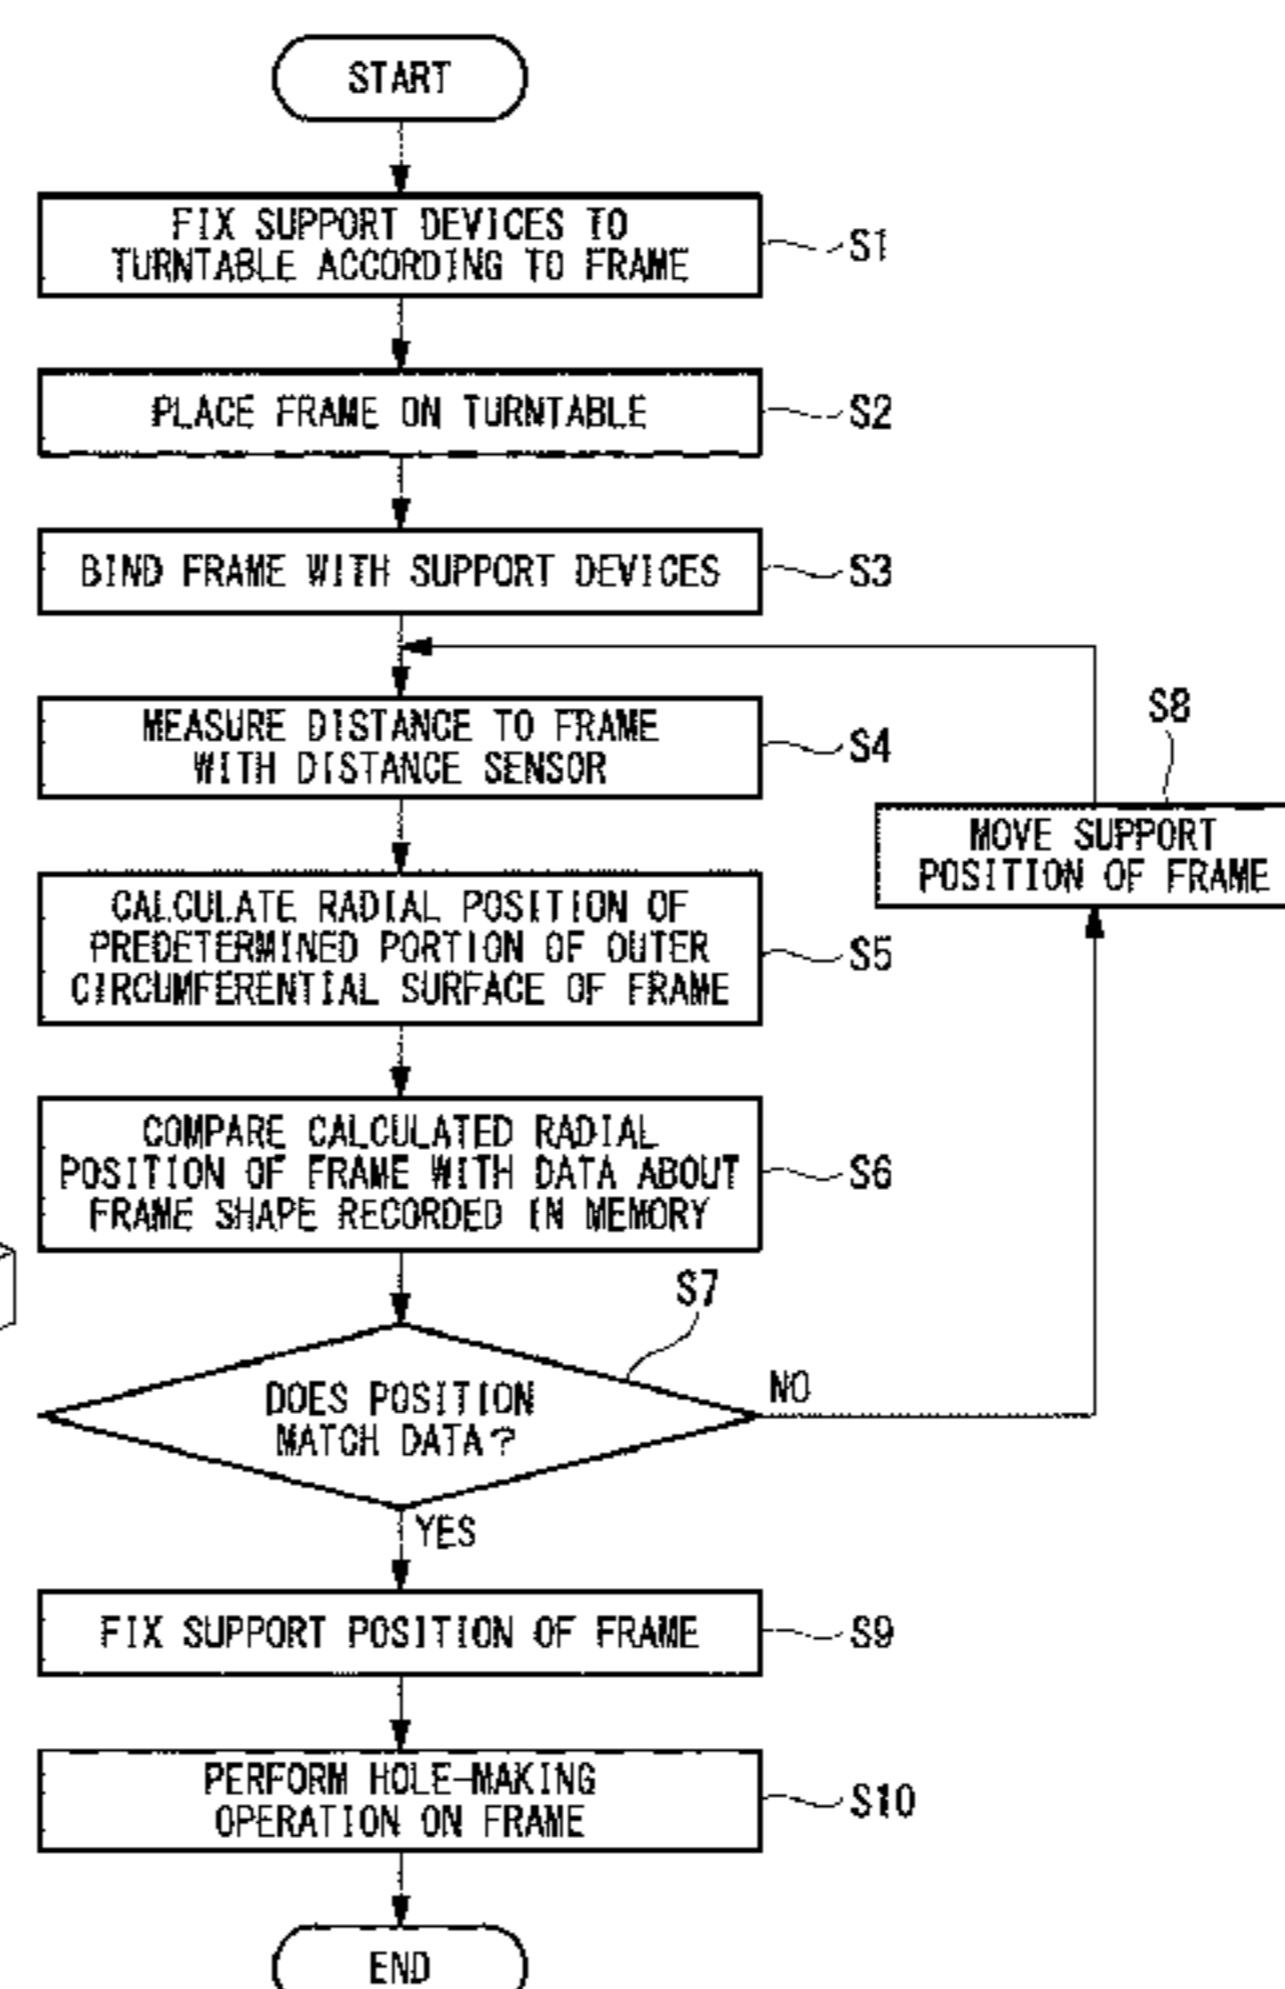 START
FIX SUPPORT DEVICES TO
TURNTABLE ACCORDING TO FRAME
S1
PLACE FRAME ON TURNTABLE
S2
BIND FRAME WITH SUPPORT DEVICES
S3
MEASURE DISTANCE TO FRAME
WITH DISTANCE SENSOR
S4
S8
MOVE SUPPORT
POSITION OF FRAME
CALCULATE RADIAL POSITION OF
PREDETERMINED PORTION OF OUTER
CIRCUMFERENTIAL SURFACE OF FRAME
S5
COMPARE CALCULATED RADIAL
POSITION OF FRAME WITH DATA ABOUT
FRAME SHAPE RECORDED IN MEMORY
S6
S7
DOES POSITION
MATCH DATA?
NO
YES
FIX SUPPORT POSITION OF FRAME
S9
PERFORM HOLE-MAKING
OPERATION ON FRAME
S10
END